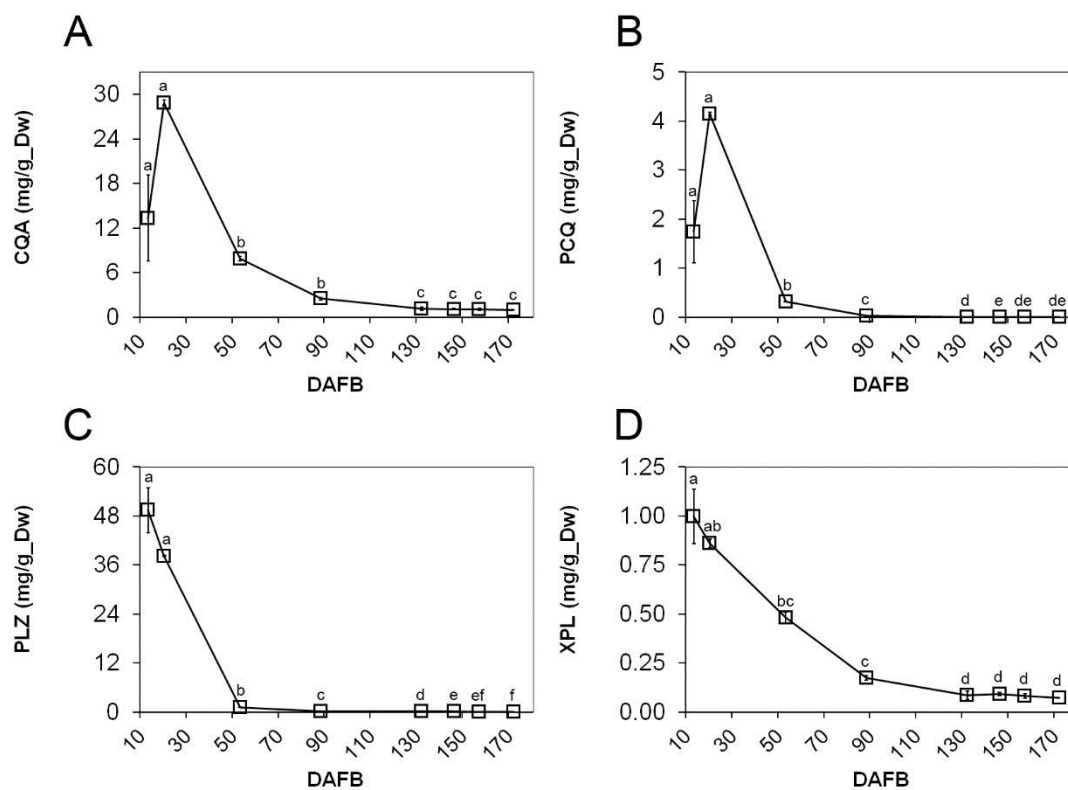 A
CQA (mg/g_Dw)
30
24
18
12
6
0
a
a
b
b
c
c
c
c
10
30
50
70
90
110
130
150
170
DAFB
B
PCQ (mg/g_Dw)
5
4
3
2
1
0
a
a
b
c
d
e
de
de
10
30
50
70
90
110
130
150
170
DAFB
C
PLZ (mg/g_Dw)
60
48
36
24
12
0
a
a
b
c
d
e
ef
f
10
30
50
70
90
110
130
150
170
DAFB
D
XPL (mg/g_Dw)
1.25
1.00
0.75
0.50
0.25
0.00
a
ab
bc
c
d
d
d
d
10
30
50
70
90
110
130
150
170
DAFB